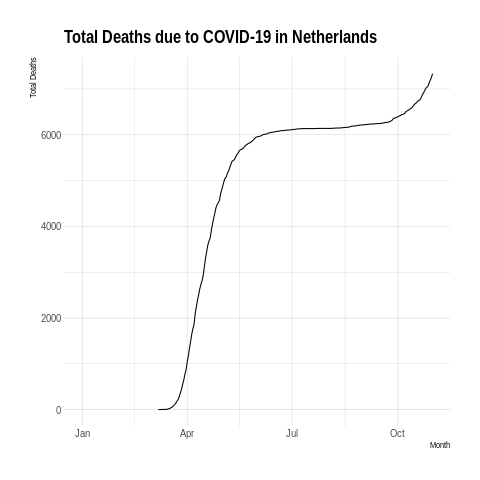 Total Deaths due to COVID-19 in Netherlands
Total Deaths
6000
4000
2000
0
Jan Apr Jul Oct
Month